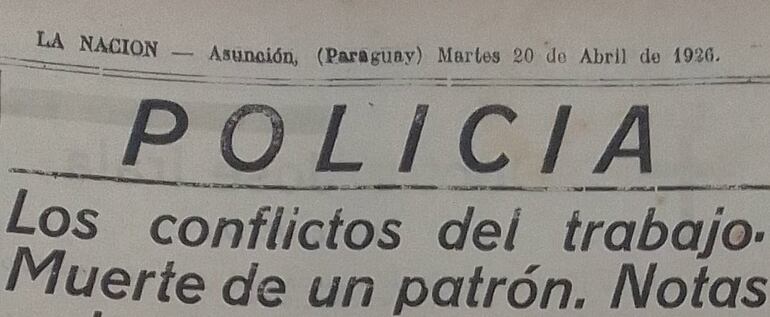 LA NACION — Asunción, (Paraguay) Martes 20 de Abril de 1926.
POLICIA
Los conflictos del trabajo.
Muerte de un patrón. Notas